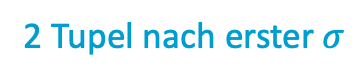 2 Tupel nach erster σ